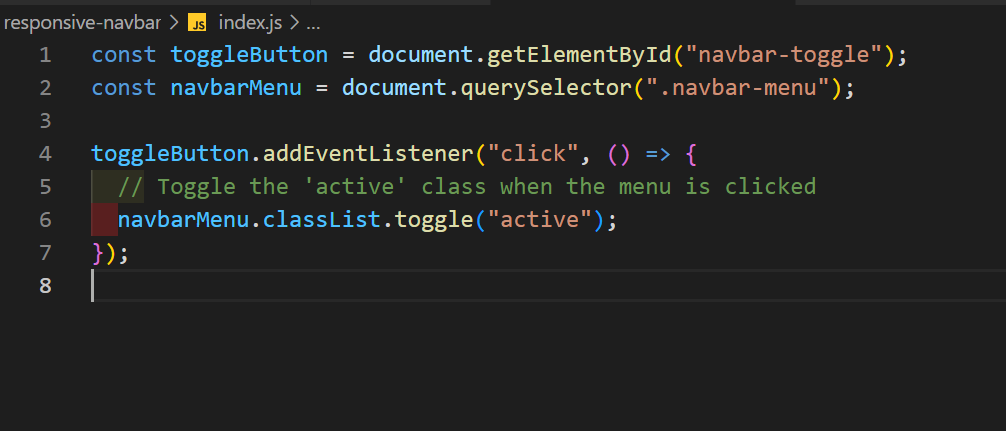 responsive-navbar > JS index.js > ...
1 const toggleButton = document.getElementById("navbar-toggle");
2 const navbarMenu = document.querySelector(".navbar-menu");
3
4 toggleButton.addEventListener("click", () => {
5   // Toggle the 'active' class when the menu is clicked
6   navbarMenu.classList.toggle("active");
7 });
8